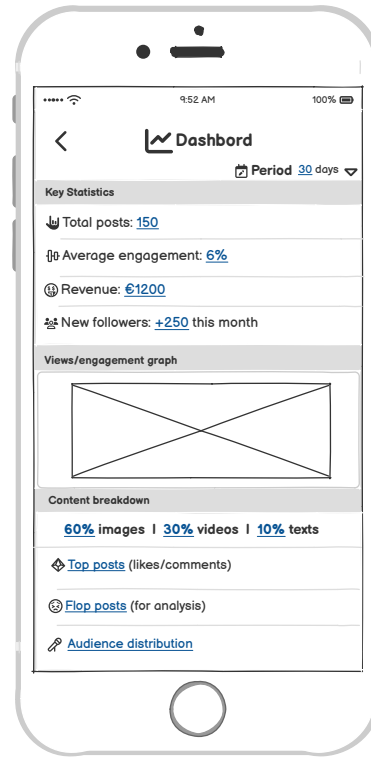 9:52 AM 100%
Dashbord
Period 30 days
Key Statistics
Total posts: 150
Average engagement: 6%
Revenue: €1200
New followers: +250 this month
Views/engagement graph
Content breakdown
60% images I 30% videos I 10% texts
Top posts (likes/comments)
Flop posts (for analysis)
Audience distribution